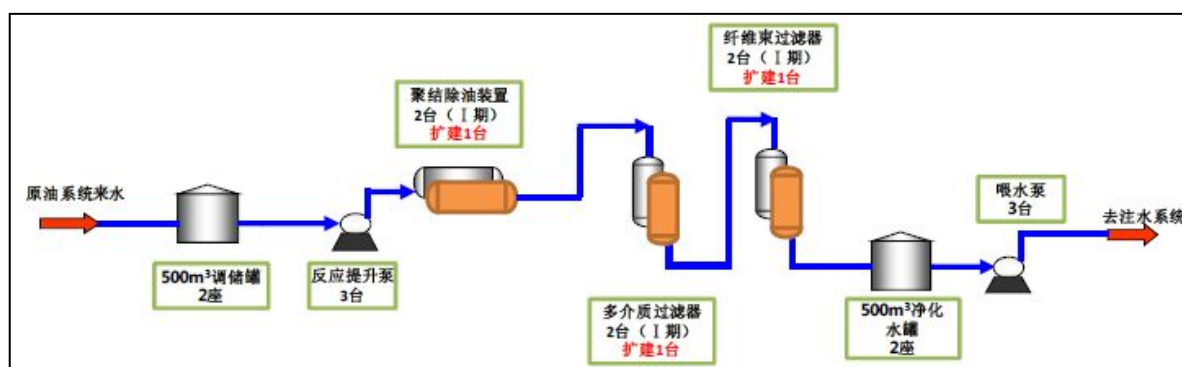 原油系统来水
500m³调储罐
2座
反应提升泵
3台
聚结除油装置
2台（Ⅰ期）
扩建1台
多介质过滤器
2台（Ⅰ期）
扩建1台
纤维束过滤器
2台（Ⅰ期）
扩建1台
500m³净化
水罐
2座
喂水泵
3台
去注水系统